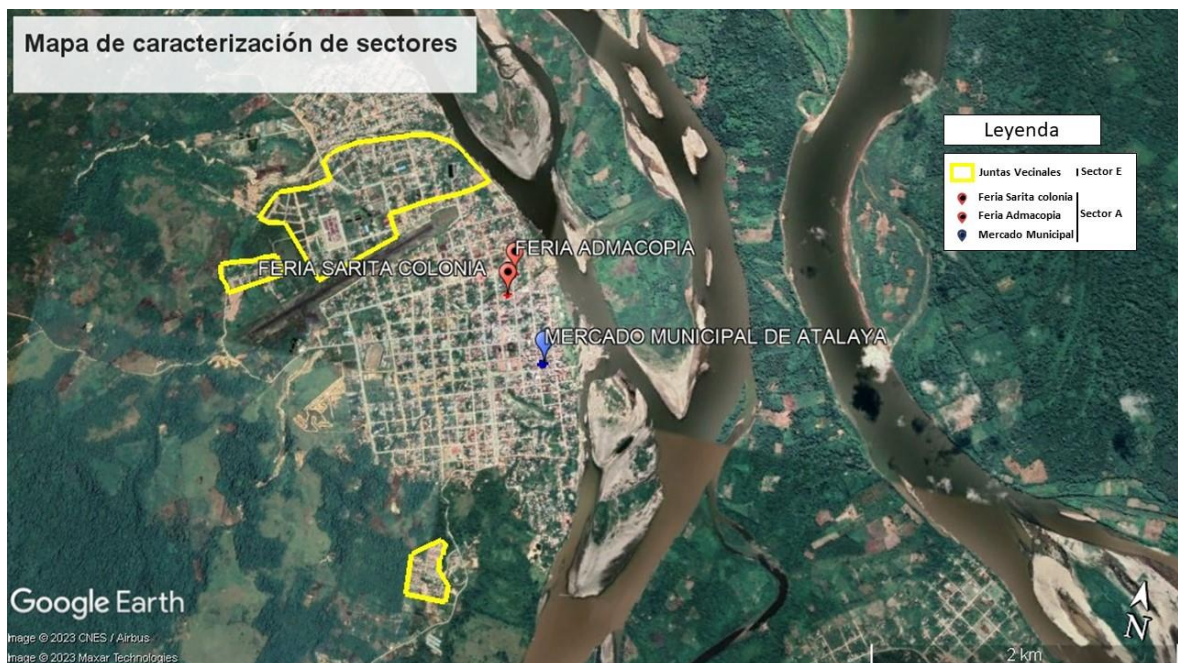 Mapa de caracterización de sectores
Leyenda
Juntas Vecinales
Sector E
Feria Sarita colonia
Feria Admacopia
Sector A
Mercado Municipal
FERIA ADMACOPIA
FERIA SARITA COLONIA
MERCADO MUNICIPAL DE ATALAYA
Google Earth
Image © 2023 CNES / Airbus
Image © 2023 Maxar Technologies
N
2 km